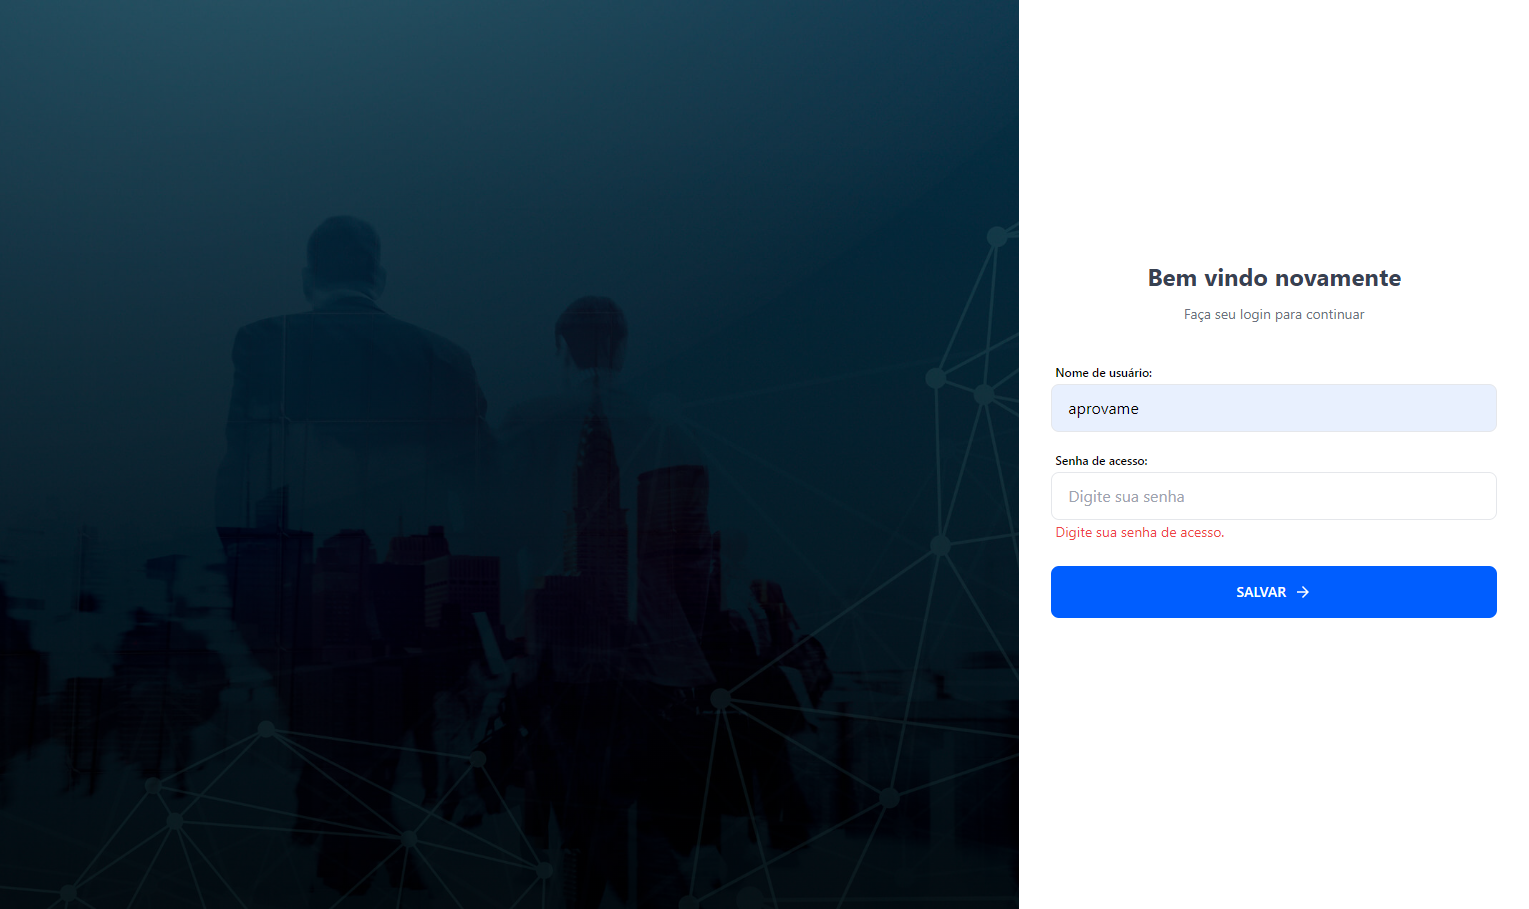 Bem vindo novamente
Faça seu login para continuar
Nome de usuário:
aprovame
Senha de acesso:
Digite sua senha
Digite sua senha de acesso.
SALVAR